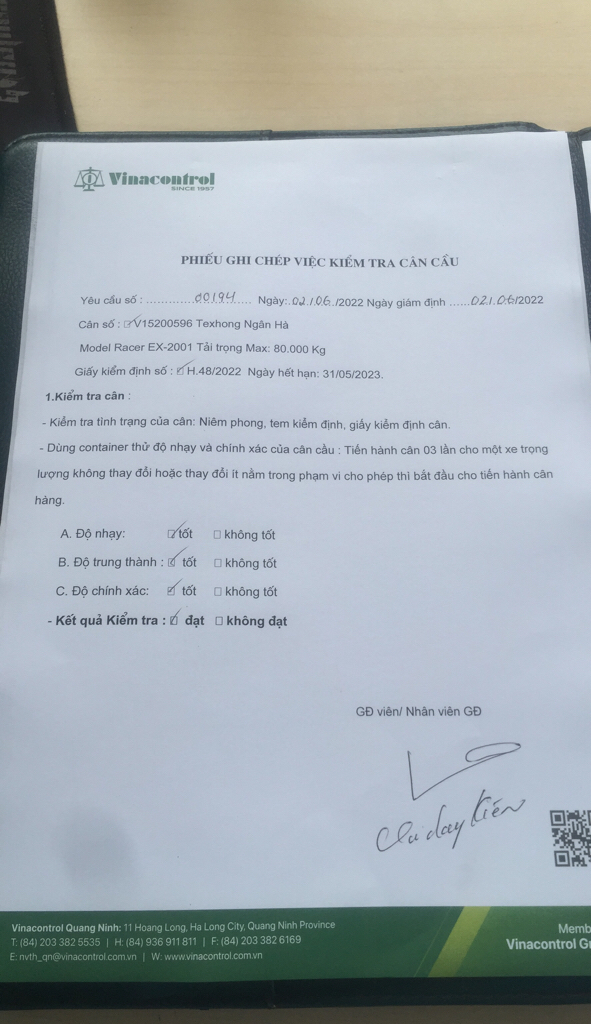 Vinacontrol
SINCE 1957
PHIẾU GHI CHÉP VIỆC KIỂM TRA CÂN CẦU
Yêu cầu số : ................00194.... Ngày:..02./06./2022 Ngày giám định ......02/.06/2022
Cân số : ☑V15200596 Texhong Ngân Hà
Model Racer EX-2001 Tải trọng Max: 80.000 Kg
Giấy kiểm định số : ☑ H.48/2022 Ngày hết hạn: 31/05/2023.
1.Kiểm tra cân :
- Kiểm tra tình trạng của cân: Niêm phong, tem kiểm định, giấy kiểm định cân.
- Dùng container thử độ nhạy và chính xác của cân cầu : Tiến hành cân 03 lần cho một xe trọng
lượng không thay đổi hoặc thay đổi ít nằm trong phạm vi cho phép thì bắt đầu cho tiến hành cân
hàng.
A. Độ nhạy: ☑ tốt ☐ không tốt
B. Độ trung thành : ☑ tốt ☐ không tốt
C. Độ chính xác: ☑ tốt ☐ không tốt
- Kết quả Kiểm tra : ☑ đạt ☐ không đạt
GĐ viên/ Nhân viên GĐ
Kiên
Vinacontrol Quang Ninh: 11 Hoang Long, Ha Long City, Quang Ninh Province
T: (84) 203 382 5535 | H: (84) 936 911 811 | F: (84) 203 382 6169
E: nvth_qn@vinacontrol.com.vn | W: www.vinacontrol.com.vn
Memb
Vinacontrol Gr